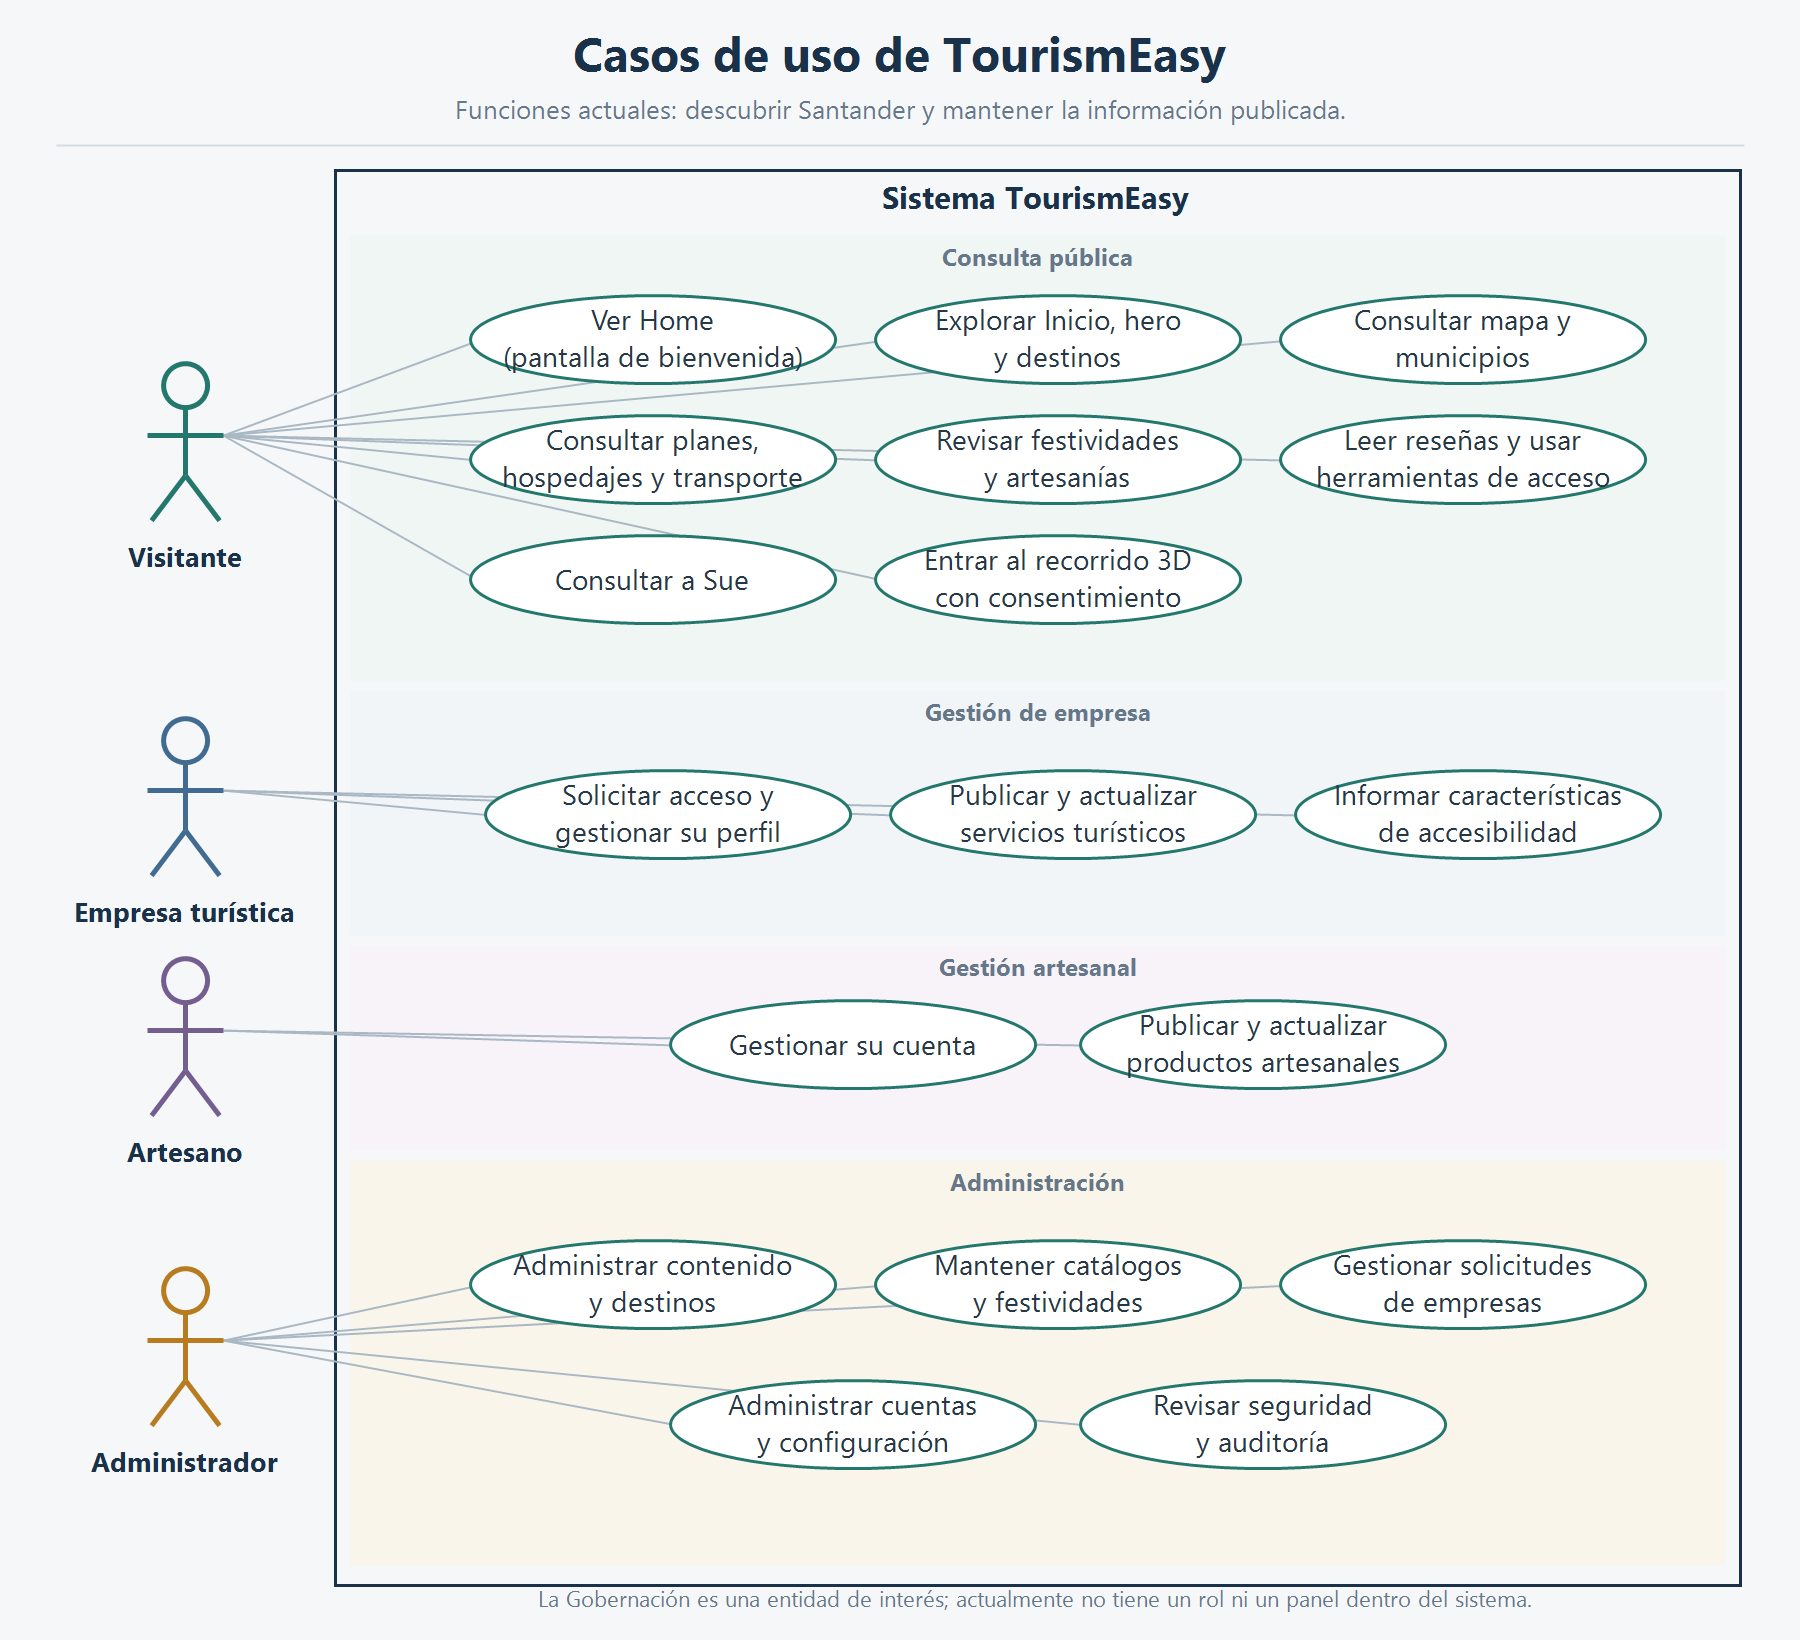 Casos de uso de TourismEasy
Funciones actuales: descubrir Santander y mantener la información publicada.
Sistema TourismEasy
Consulta pública
Ver Home
(pantalla de bienvenida)
Explorar Inicio, hero
y destinos
Consultar mapa y
municipios
Consultar planes,
hospedajes y transporte
Revisar festividades
y artesanías
Leer reseñas y usar
herramientas de acceso
Visitante
Consultar a Sue
Entrar al recorrido 3D
con consentimiento
Gestión de empresa
Solicitar acceso y
gestionar su perfil
Publicar y actualizar
servicios turísticos
Informar características
de accesibilidad
Empresa turística
Gestión artesanal
Gestionar su cuenta
Publicar y actualizar
productos artesanales
Artesano
Administración
Administrar contenido
y destinos
Mantener catálogos
y festividades
Gestionar solicitudes
de empresas
Administrar cuentas
y configuración
Revisar seguridad
y auditoría
Administrador
La Gobernación es una entidad de interés; actualmente no tiene un rol ni un panel dentro del sistema.